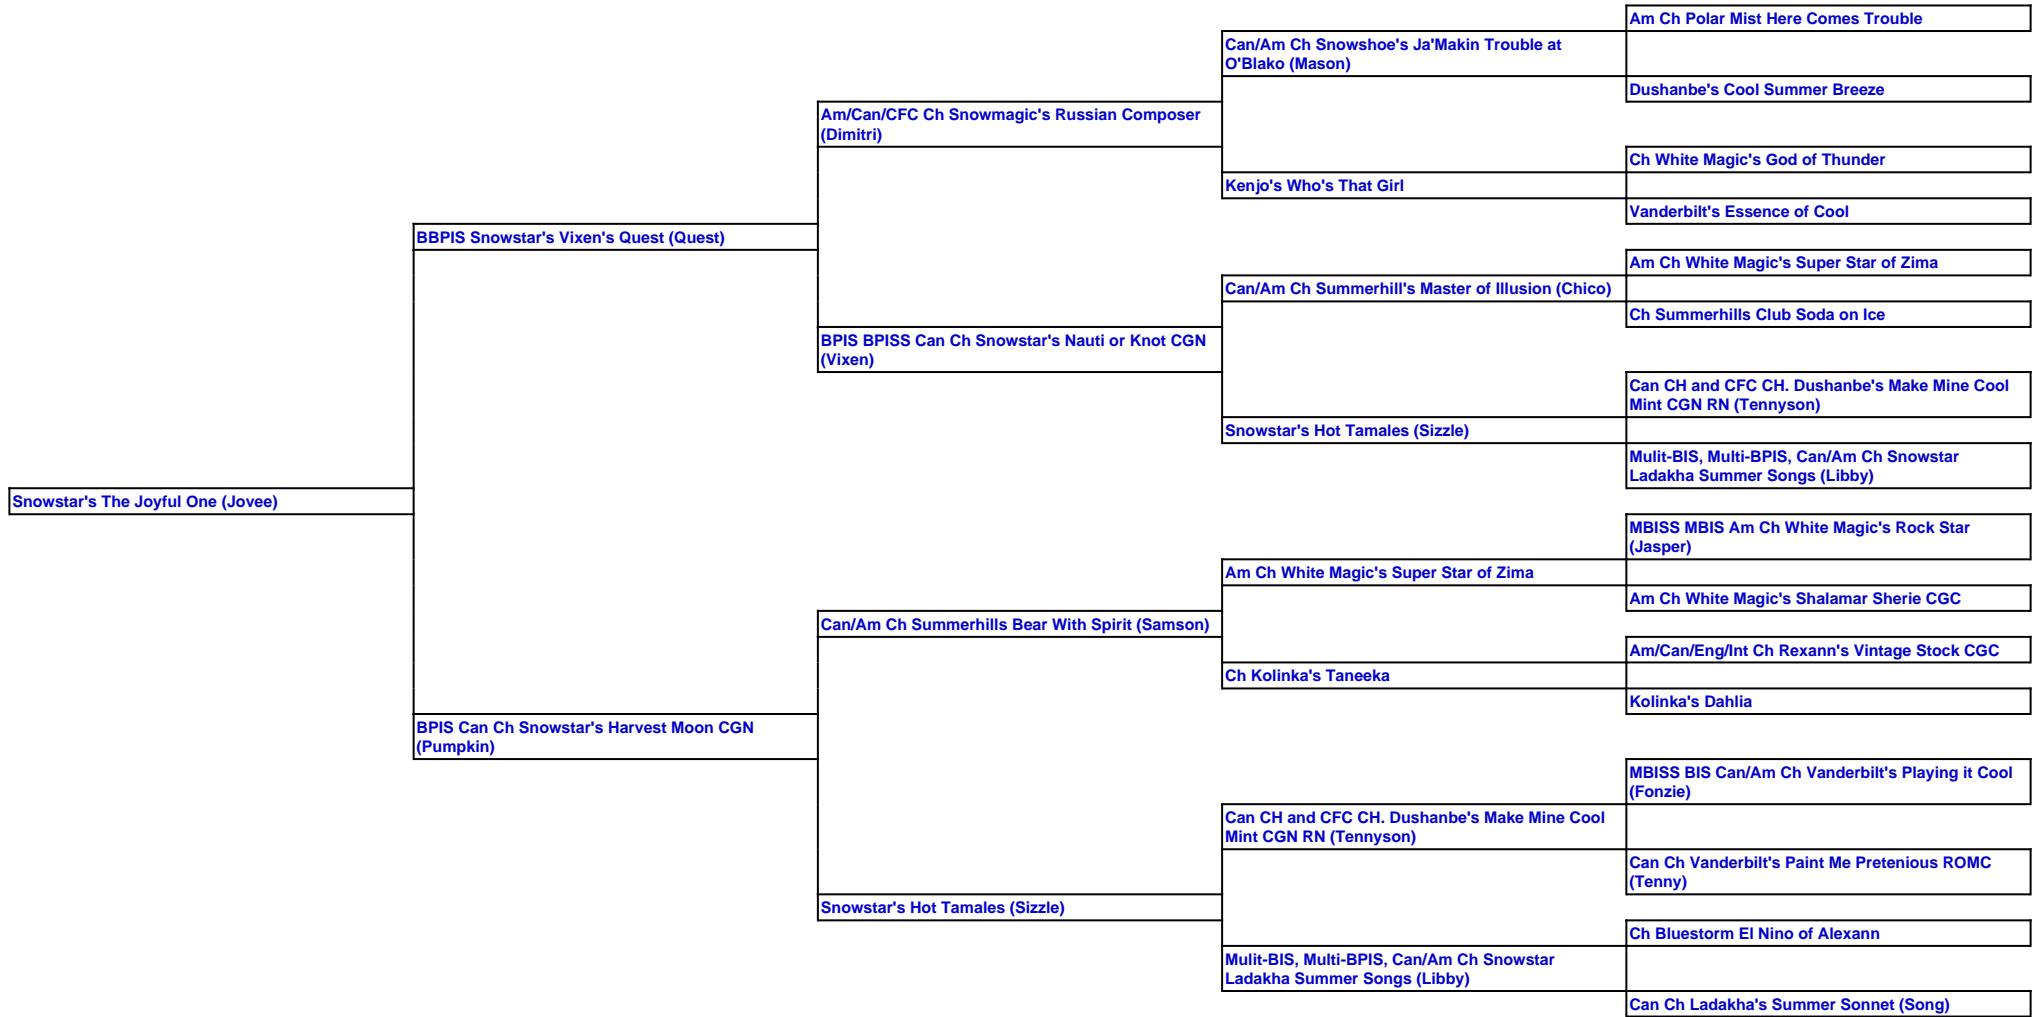 Am Ch Polar Mist Here Comes Trouble
Can/Am Ch Snowshoe's Ja'Makin Trouble at
O'Blako (Mason)
Dushanbe's Cool Summer Breeze
Am/Can/CFC Ch Snowmagic's Russian Composer
(Dimitri)
Ch White Magic's God of Thunder
Kenjo's Who's That Girl
Vanderbilt's Essence of Cool
BBPIS Snowstar's Vixen's Quest (Quest)
Am Ch White Magic's Super Star of Zima
Can/Am Ch Summerhill's Master of Illusion (Chico)
Ch Summerhills Club Soda on Ice
BPIS BPISS Can Ch Snowstar's Nauti or Knot CGN
(Vixen)
Can CH and CFC CH. Dushanbe's Make Mine Cool
Mint CGN RN (Tennyson)
Snowstar's Hot Tamales (Sizzle)
Mulit-BIS, Multi-BPIS, Can/Am Ch Snowstar
Ladakha Summer Songs (Libby)
Snowstar's The Joyful One (Jovee)
MBISS MBIS Am Ch White Magic's Rock Star
(Jasper)
Am Ch White Magic's Super Star of Zima
Am Ch White Magic's Shalamar Sherie CGC
Can/Am Ch Summerhills Bear With Spirit (Samson)
Am/Can/Eng/Int Ch Rexann's Vintage Stock CGC
Ch Kolinka's Taneeka
Kolinka's Dahlia
BPIS Can Ch Snowstar's Harvest Moon CGN
(Pumpkin)
MBISS BIS Can/Am Ch Vanderbilt's Playing it Cool
(Fonzie)
Can CH and CFC CH. Dushanbe's Make Mine Cool
Mint CGN RN (Tennyson)
Can Ch Vanderbilt's Paint Me Pretenious ROMC
(Tenny)
Snowstar's Hot Tamales (Sizzle)
Ch Bluestorm El Nino of Alexann
Mulit-BIS, Multi-BPIS, Can/Am Ch Snowstar
Ladakha Summer Songs (Libby)
Can Ch Ladakha's Summer Sonnet (Song)